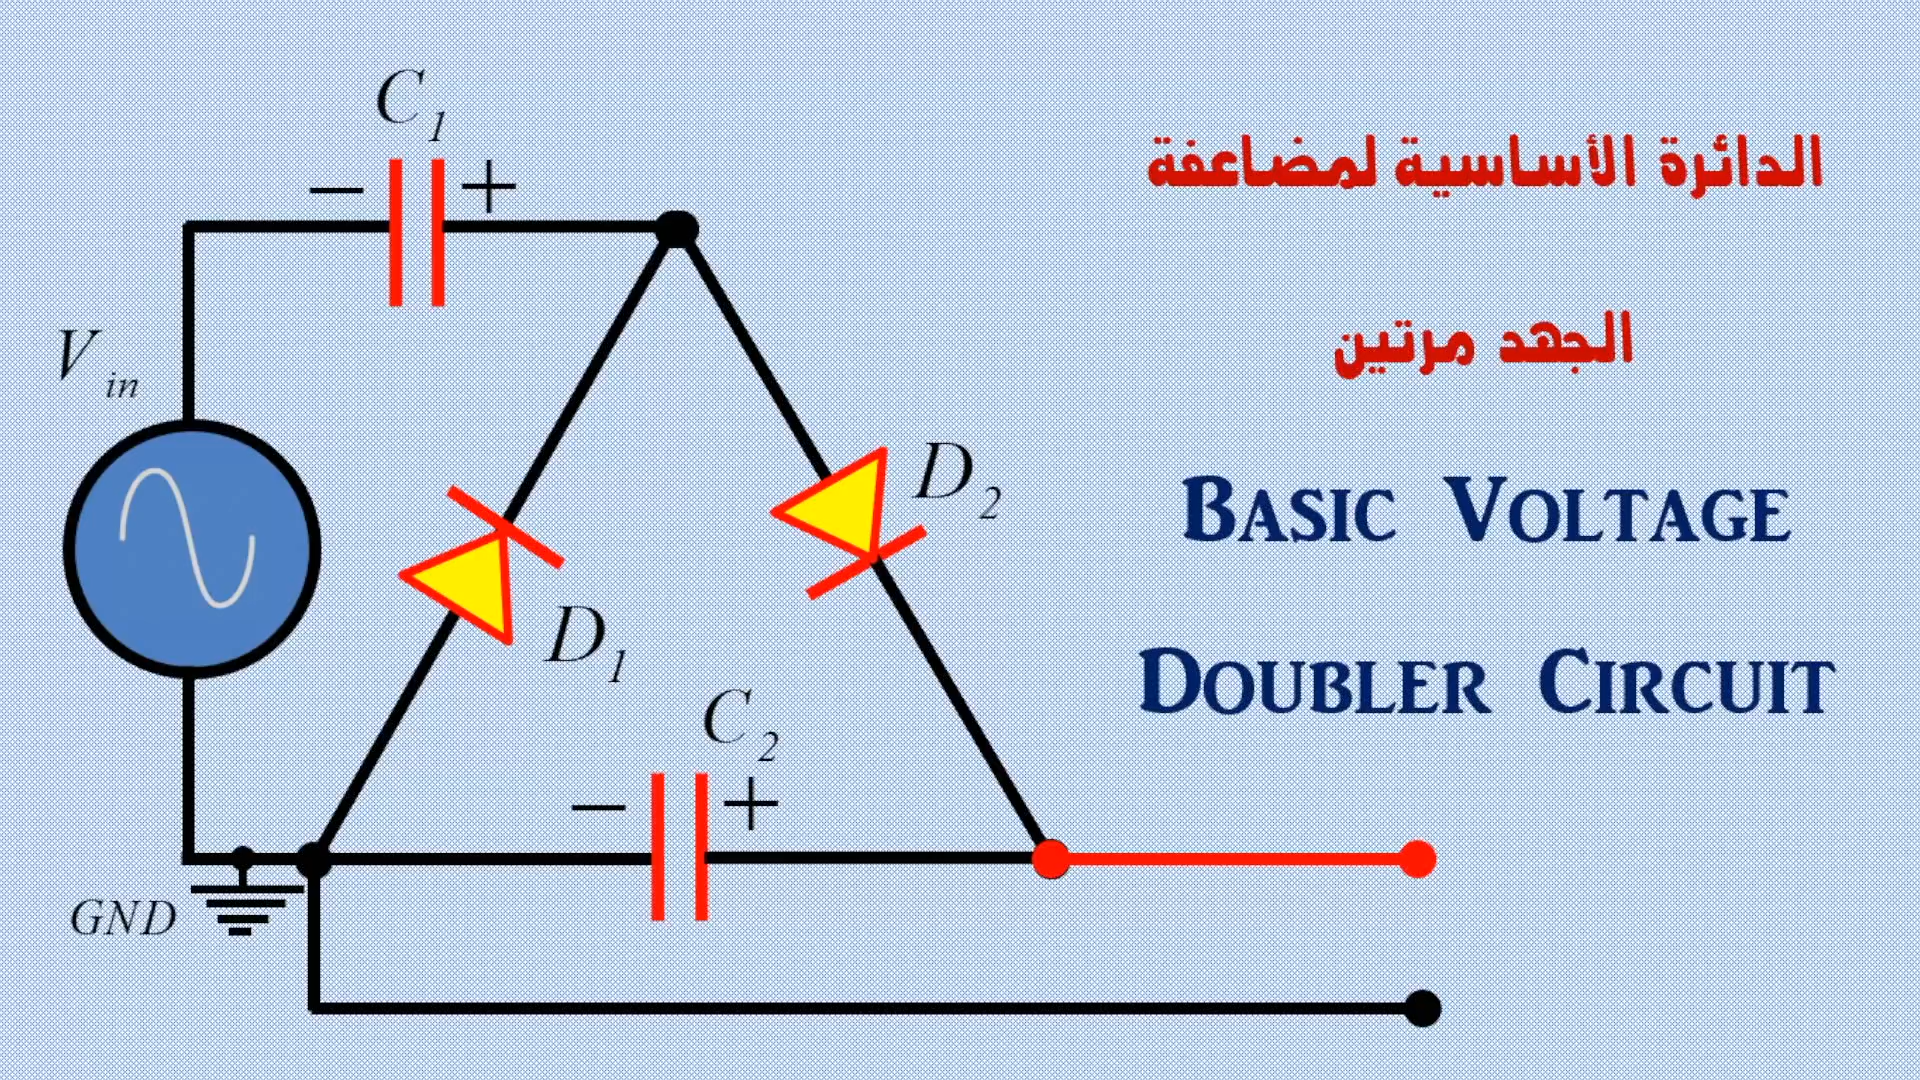 C1
− +
الدائرة الأساسية لمضاعفة
الجهد مرتين
Vin
D2
Basic Voltage
D1
Doubler Circuit
C2
− +
GND